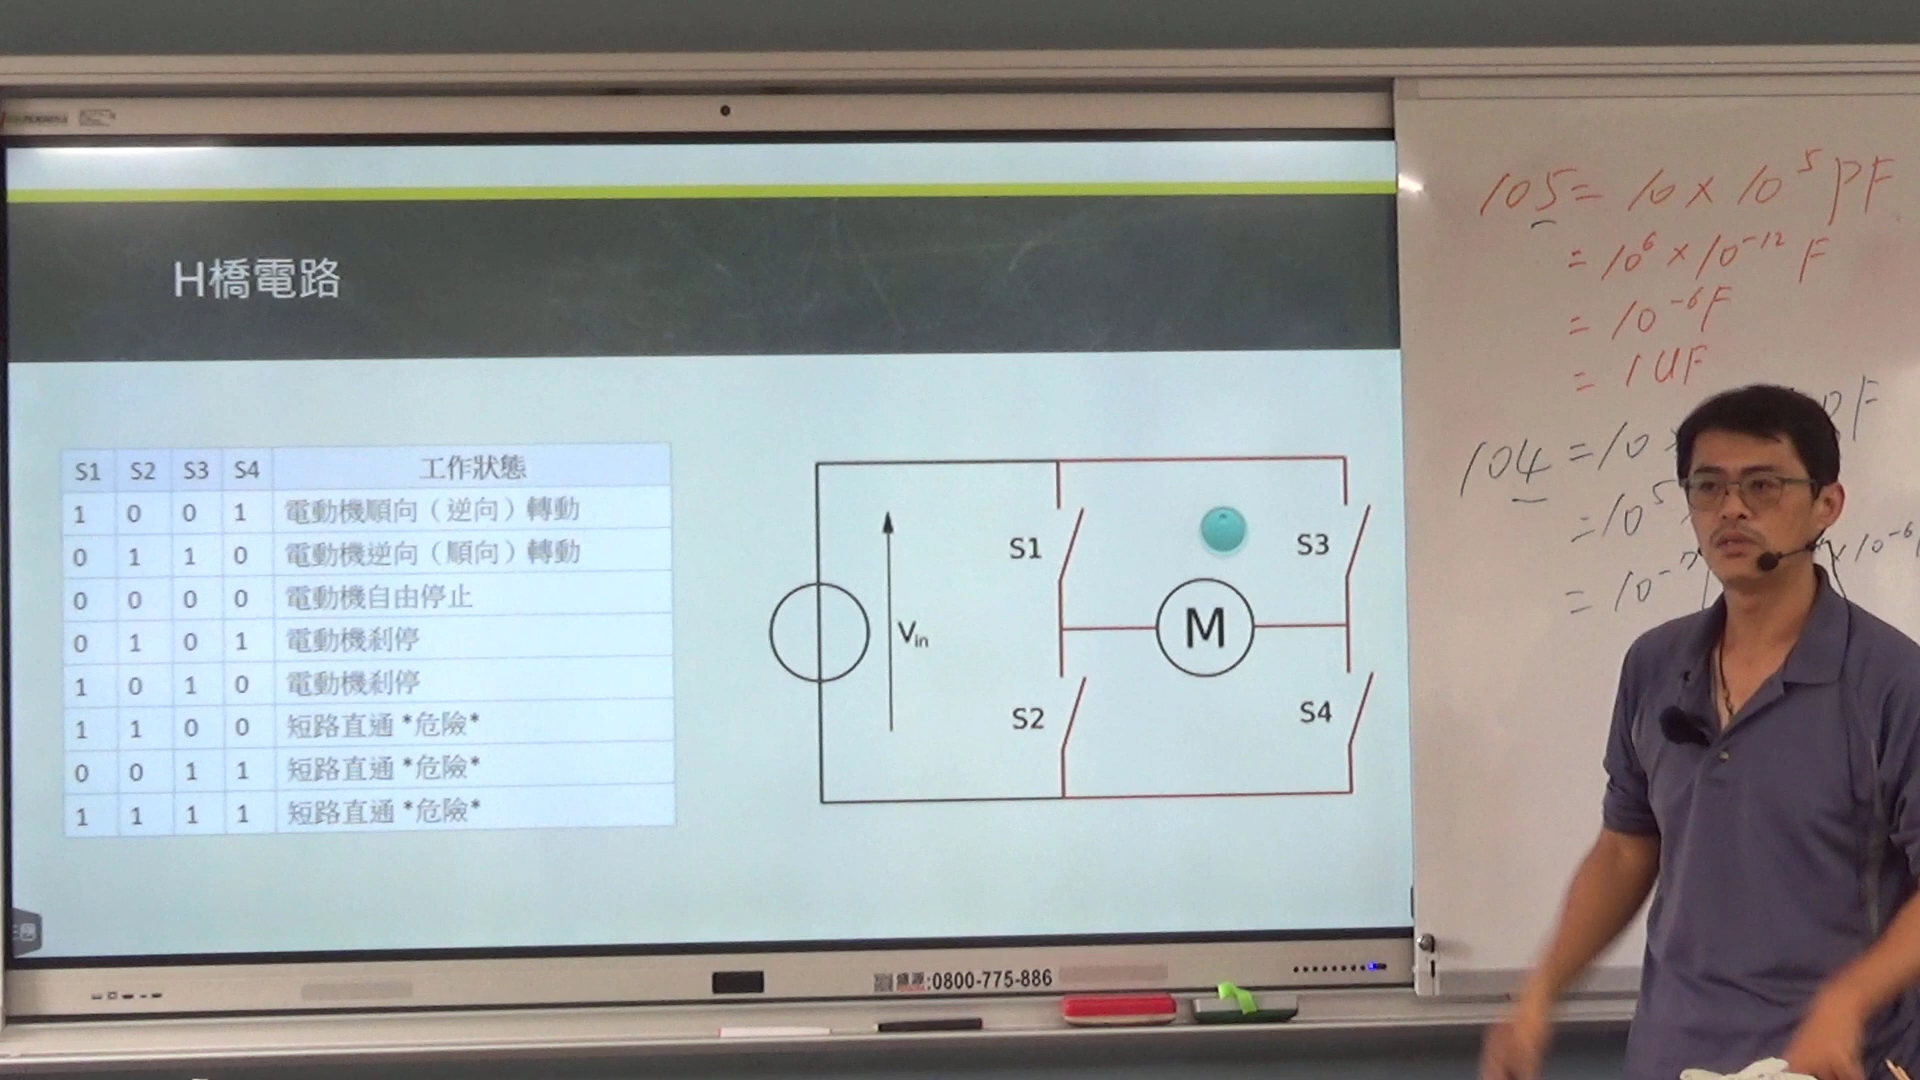 H橋電路
S1 S2 S3 S4 工作狀態
1 0 0 1 電動機順向（逆向）轉動
0 1 1 0 電動機逆向（順向）轉動
0 0 0 0 電動機自由停止
0 1 0 1 電動機剎停
1 0 1 0 電動機剎停
1 1 0 0 短路直通 *危險*
0 0 1 1 短路直通 *危險*
1 1 1 1 短路直通 *危險*
S1
S3
Vin
M
S2
S4
:0800-775-886
105 = 10 × 10⁵ PF
= 10⁶ × 10⁻¹² F
= 10⁻⁶ F
= 1 UF
104 = 10 PF
= 10⁵
= 10⁻⁷ × 10⁻⁶